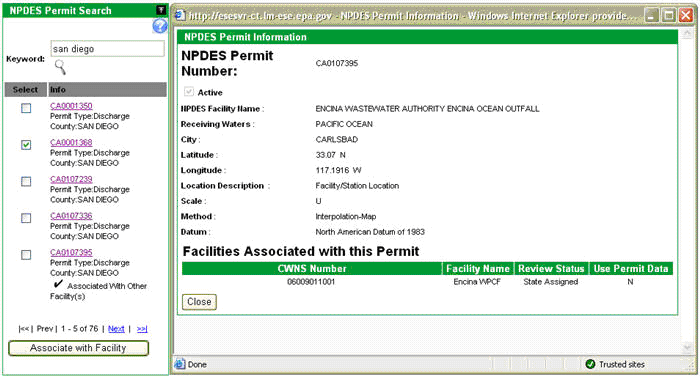 NPDES Permit Search
Keyword:
san diego
Select Info
CA0001350
Permit Type:Discharge
County:SAN DIEGO
CA0001368
Permit Type:Discharge
County:SAN DIEGO
CA0107239
Permit Type:Discharge
County:SAN DIEGO
CA0107336
Permit Type:Discharge
County:SAN DIEGO
CA0107395
Permit Type:Discharge
County:SAN DIEGO
Associated With Other
Facility(s)
|<< | Prev | 1 - 5 of 76 | Next | >>|
Associate with Facility
http://esesvr-ct.lm-ese.epa.gov - NPDES Permit Information - Windows Internet Explorer provide...
NPDES Permit Information
NPDES Permit
Number: CA0107395
Active
NPDES Facility Name : ENCINA WASTEWATER AUTHORITY ENCINA OCEAN OUTFALL
Receiving Waters : PACIFIC OCEAN
City : CARLSBAD
Latitude : 33.07 N
Longitude : 117.1916 W
Location Description : Facility/Station Location
Scale : U
Method : Interpolation-Map
Datum : North American Datum of 1983
Facilities Associated with this Permit
CWNS Number Facility Name Review Status Use Permit Data
06009011001 Encina WPCF State Assigned N
Close
Done Trusted sites